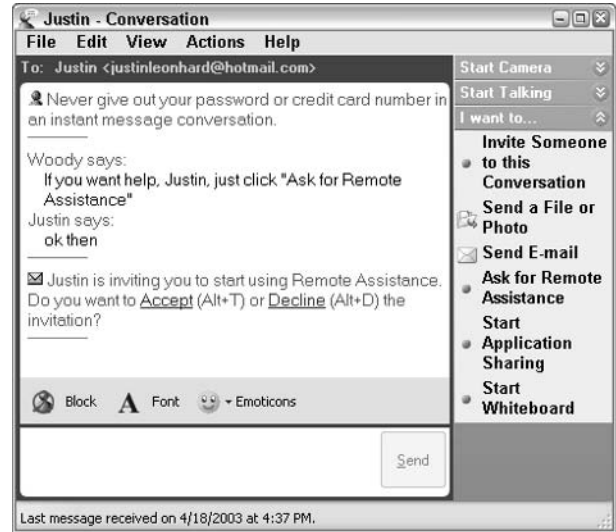 Justin - Conversation
File Edit View Actions Help
To: Justin <justinleonhard@hotmail.com>
Never give out your password or credit card number in
an instant message conversation.
Woody says:
If you want help, Justin, just click "Ask for Remote
Assistance"
Justin says:
ok then
Justin is inviting you to start using Remote Assistance.
Do you want to Accept (Alt+T) or Decline (Alt+D) the
invitation?
Block Font Emoticons
Send
Last message received on 4/18/2003 at 4:37 PM.
Start Camera
Start Talking
I want to...
Invite Someone
to this
Conversation
Send a File or
Photo
Send E-mail
Ask for Remote
Assistance
Start
Application
Sharing
Start
Whiteboard